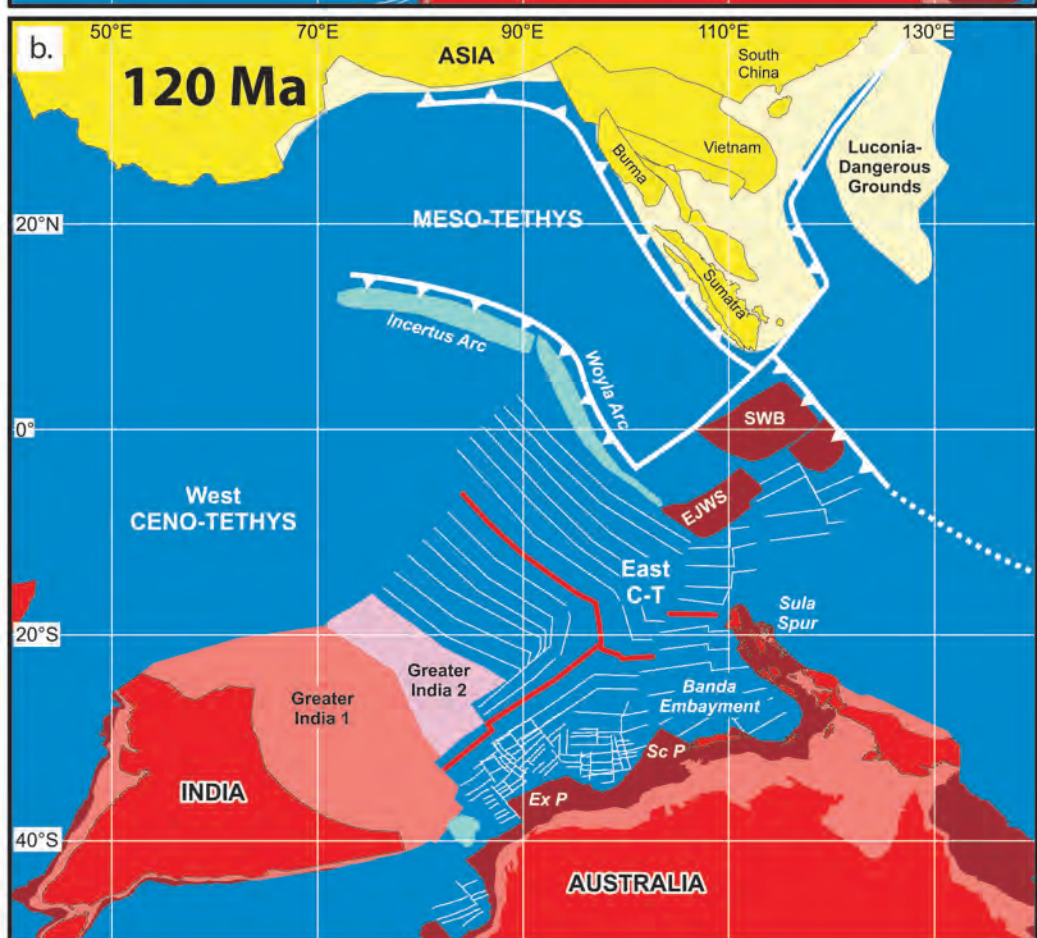 b.
50°E
70°E
90°E
110°E
130°E
120 Ma
ASIA
South
China
Burma
Vietnam
Luconia-
Dangerous
Grounds
20°N
MESO-TETHYS
Sumatra
Incertus Arc
Woyla Arc
0°
SWB
EJWS
West
CENO-TETHYS
East
C-T
Sula
Spur
20°S
Greater
India 1
Greater
India 2
Banda
Embayment
Sc P
Ex P
INDIA
40°S
AUSTRALIA